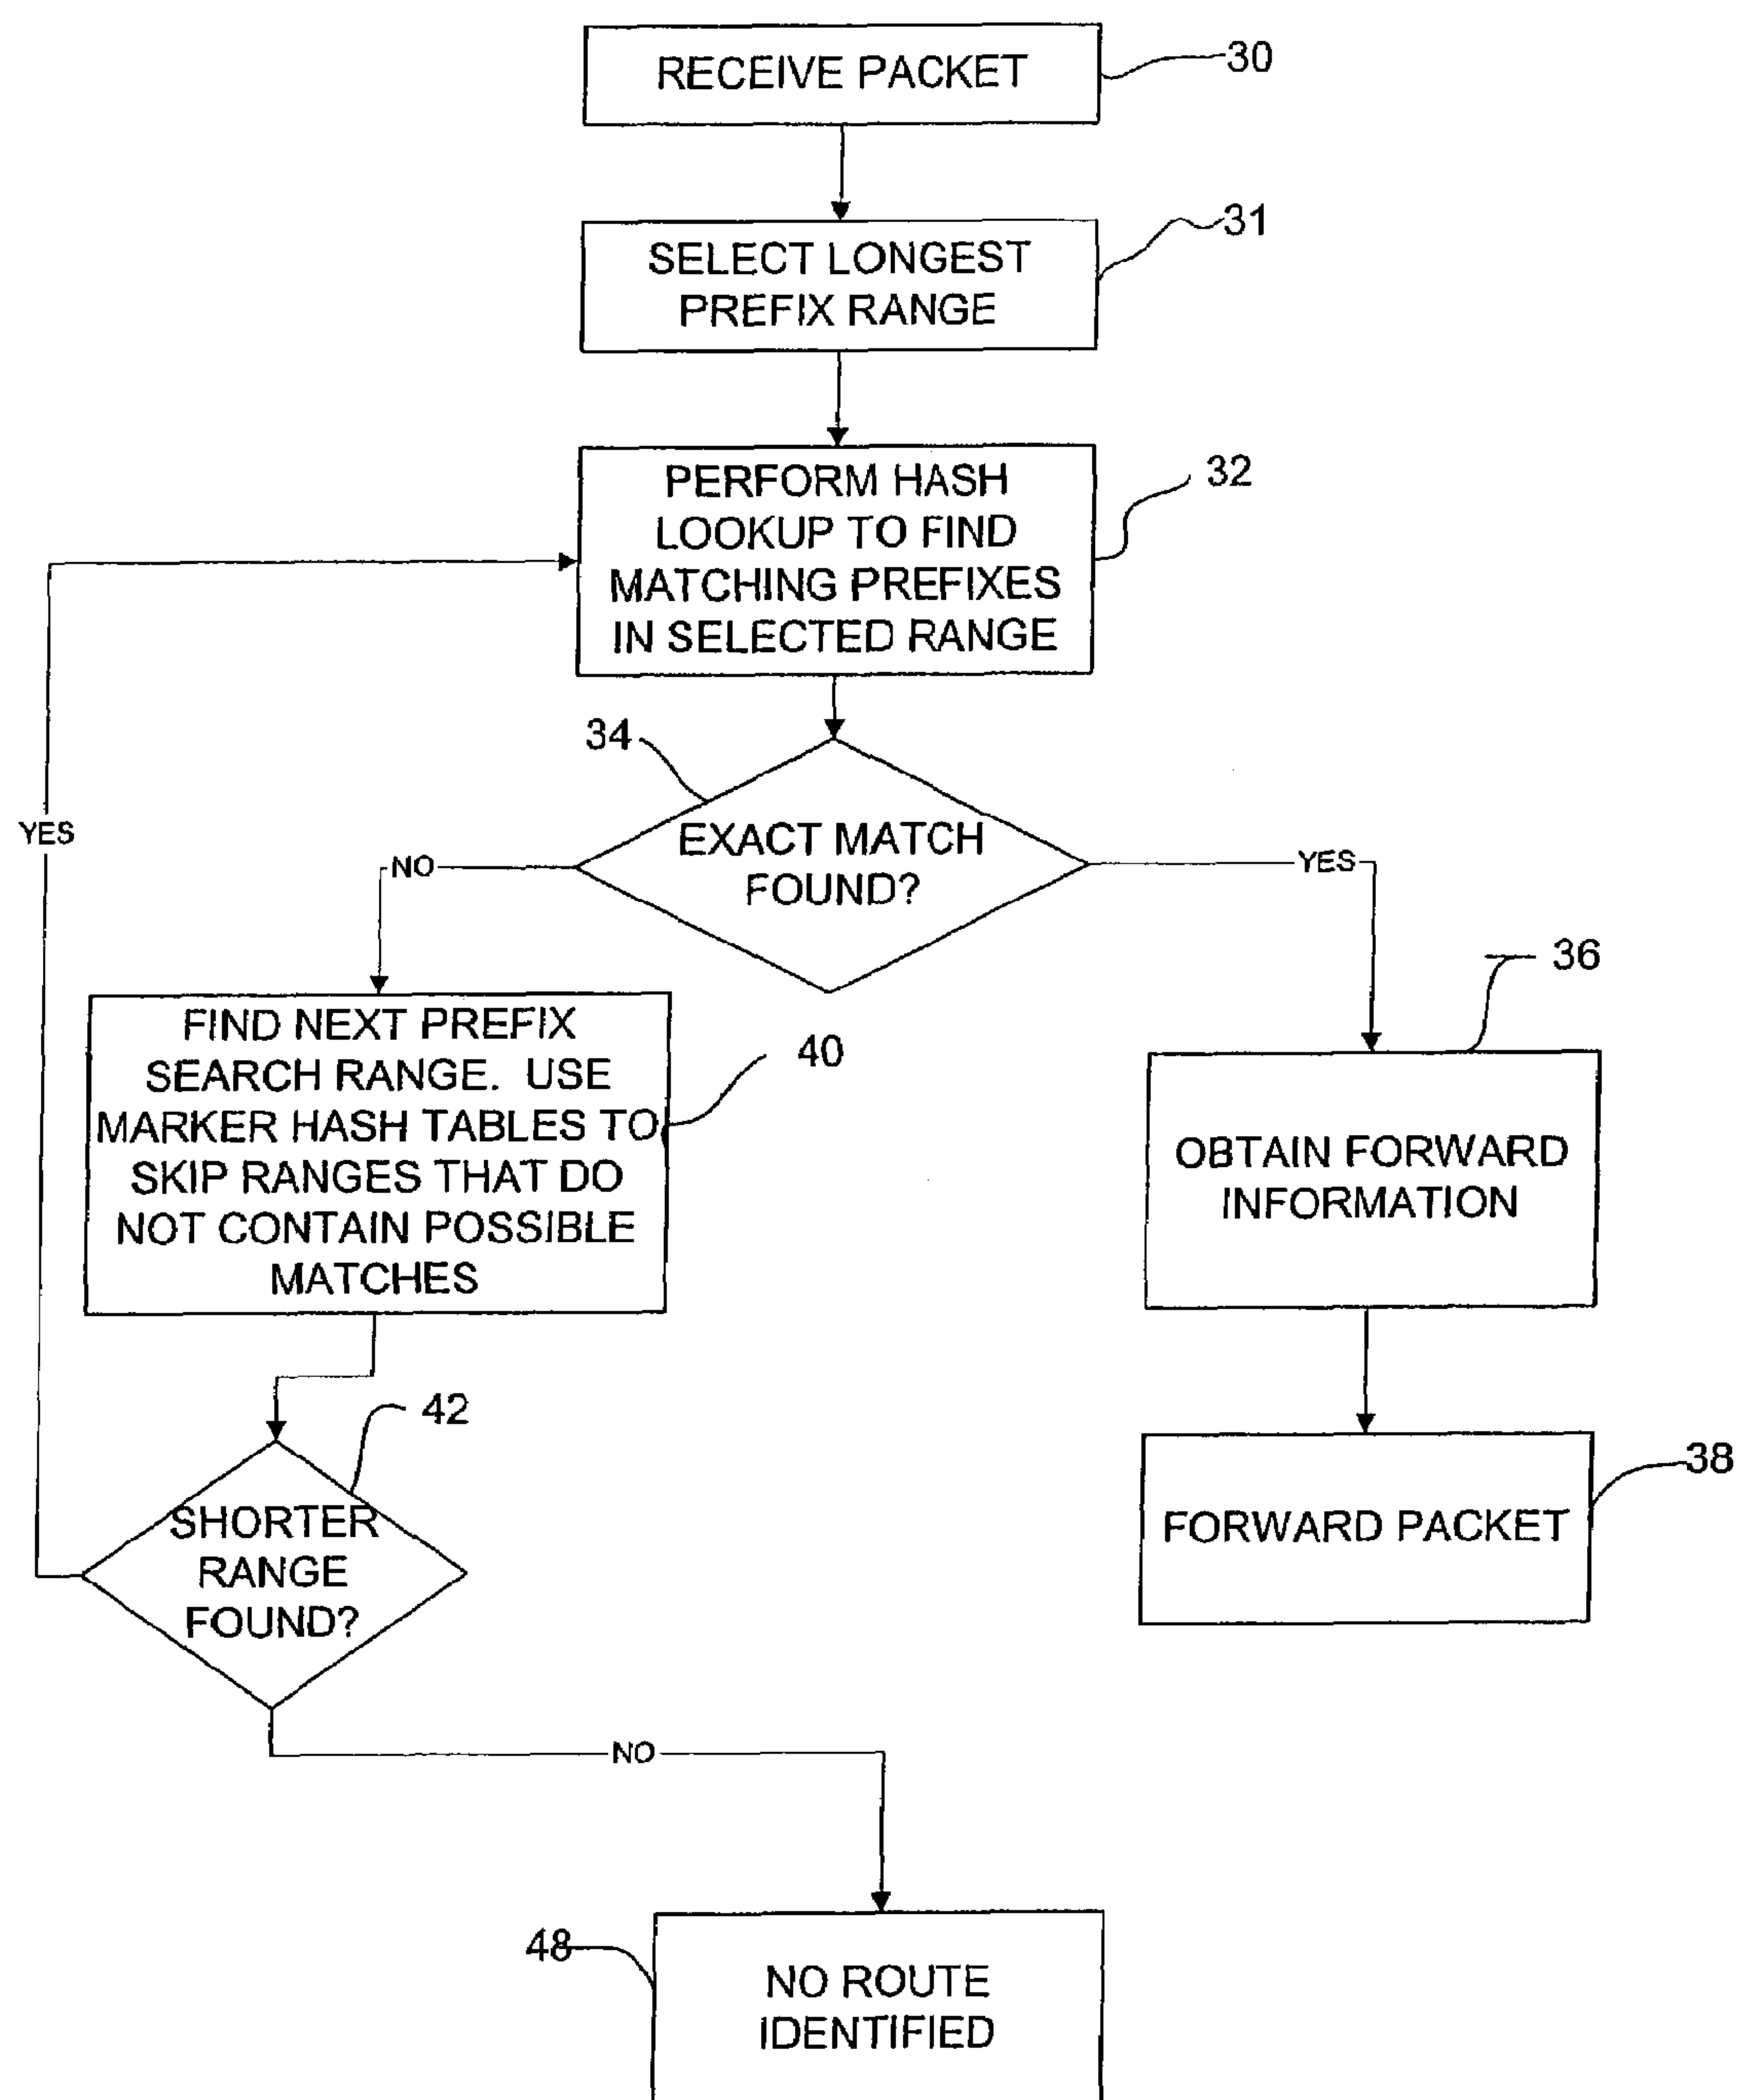 RECEIVE PACKET
30
SELECT LONGEST
PREFIX RANGE
31
PERFORM HASH
LOOKUP TO FIND
MATCHING PREFIXES
IN SELECTED RANGE
32
34
EXACT MATCH
FOUND?
YES
NO
YES
36
FIND NEXT PREFIX
SEARCH RANGE. USE
MARKER HASH TABLES TO
SKIP RANGES THAT DO
NOT CONTAIN POSSIBLE
MATCHES
40
OBTAIN FORWARD
INFORMATION
42
SHORTER
RANGE
FOUND?
FORWARD PACKET
38
NO
48
NO ROUTE
IDENTIFIED